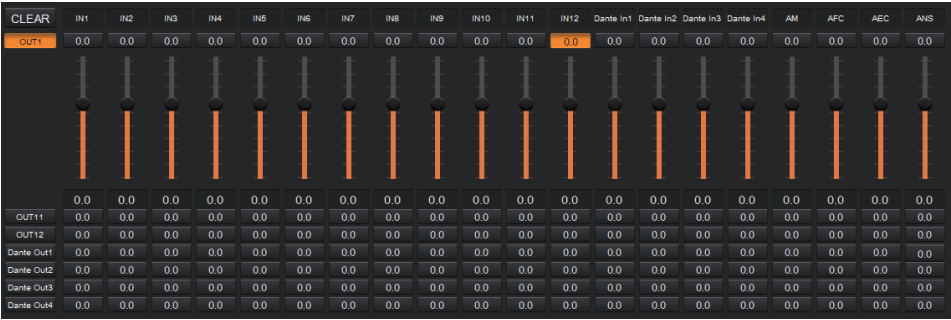 CLEAR IN1 IN2 IN3 IN4 IN5 IN6 IN7 IN8 IN9 IN10 IN11 IN12 Dante In1 Dante In2 Dante In3 Dante In4 AM AFC AEC ANS
OUT1 0.0 0.0 0.0 0.0 0.0 0.0 0.0 0.0 0.0 0.0 0.0 0.0 0.0 0.0 0.0 0.0 0.0 0.0 0.0 0.0
0.0 0.0 0.0 0.0 0.0 0.0 0.0 0.0 0.0 0.0 0.0 0.0 0.0 0.0 0.0 0.0 0.0 0.0 0.0 0.0
OUT11 0.0 0.0 0.0 0.0 0.0 0.0 0.0 0.0 0.0 0.0 0.0 0.0 0.0 0.0 0.0 0.0 0.0 0.0 0.0 0.0
OUT12 0.0 0.0 0.0 0.0 0.0 0.0 0.0 0.0 0.0 0.0 0.0 0.0 0.0 0.0 0.0 0.0 0.0 0.0 0.0 0.0
Dante Out1 0.0 0.0 0.0 0.0 0.0 0.0 0.0 0.0 0.0 0.0 0.0 0.0 0.0 0.0 0.0 0.0 0.0 0.0 0.0 0.0
Dante Out2 0.0 0.0 0.0 0.0 0.0 0.0 0.0 0.0 0.0 0.0 0.0 0.0 0.0 0.0 0.0 0.0 0.0 0.0 0.0 0.0
Dante Out3 0.0 0.0 0.0 0.0 0.0 0.0 0.0 0.0 0.0 0.0 0.0 0.0 0.0 0.0 0.0 0.0 0.0 0.0 0.0 0.0
Dante Out4 0.0 0.0 0.0 0.0 0.0 0.0 0.0 0.0 0.0 0.0 0.0 0.0 0.0 0.0 0.0 0.0 0.0 0.0 0.0 0.0